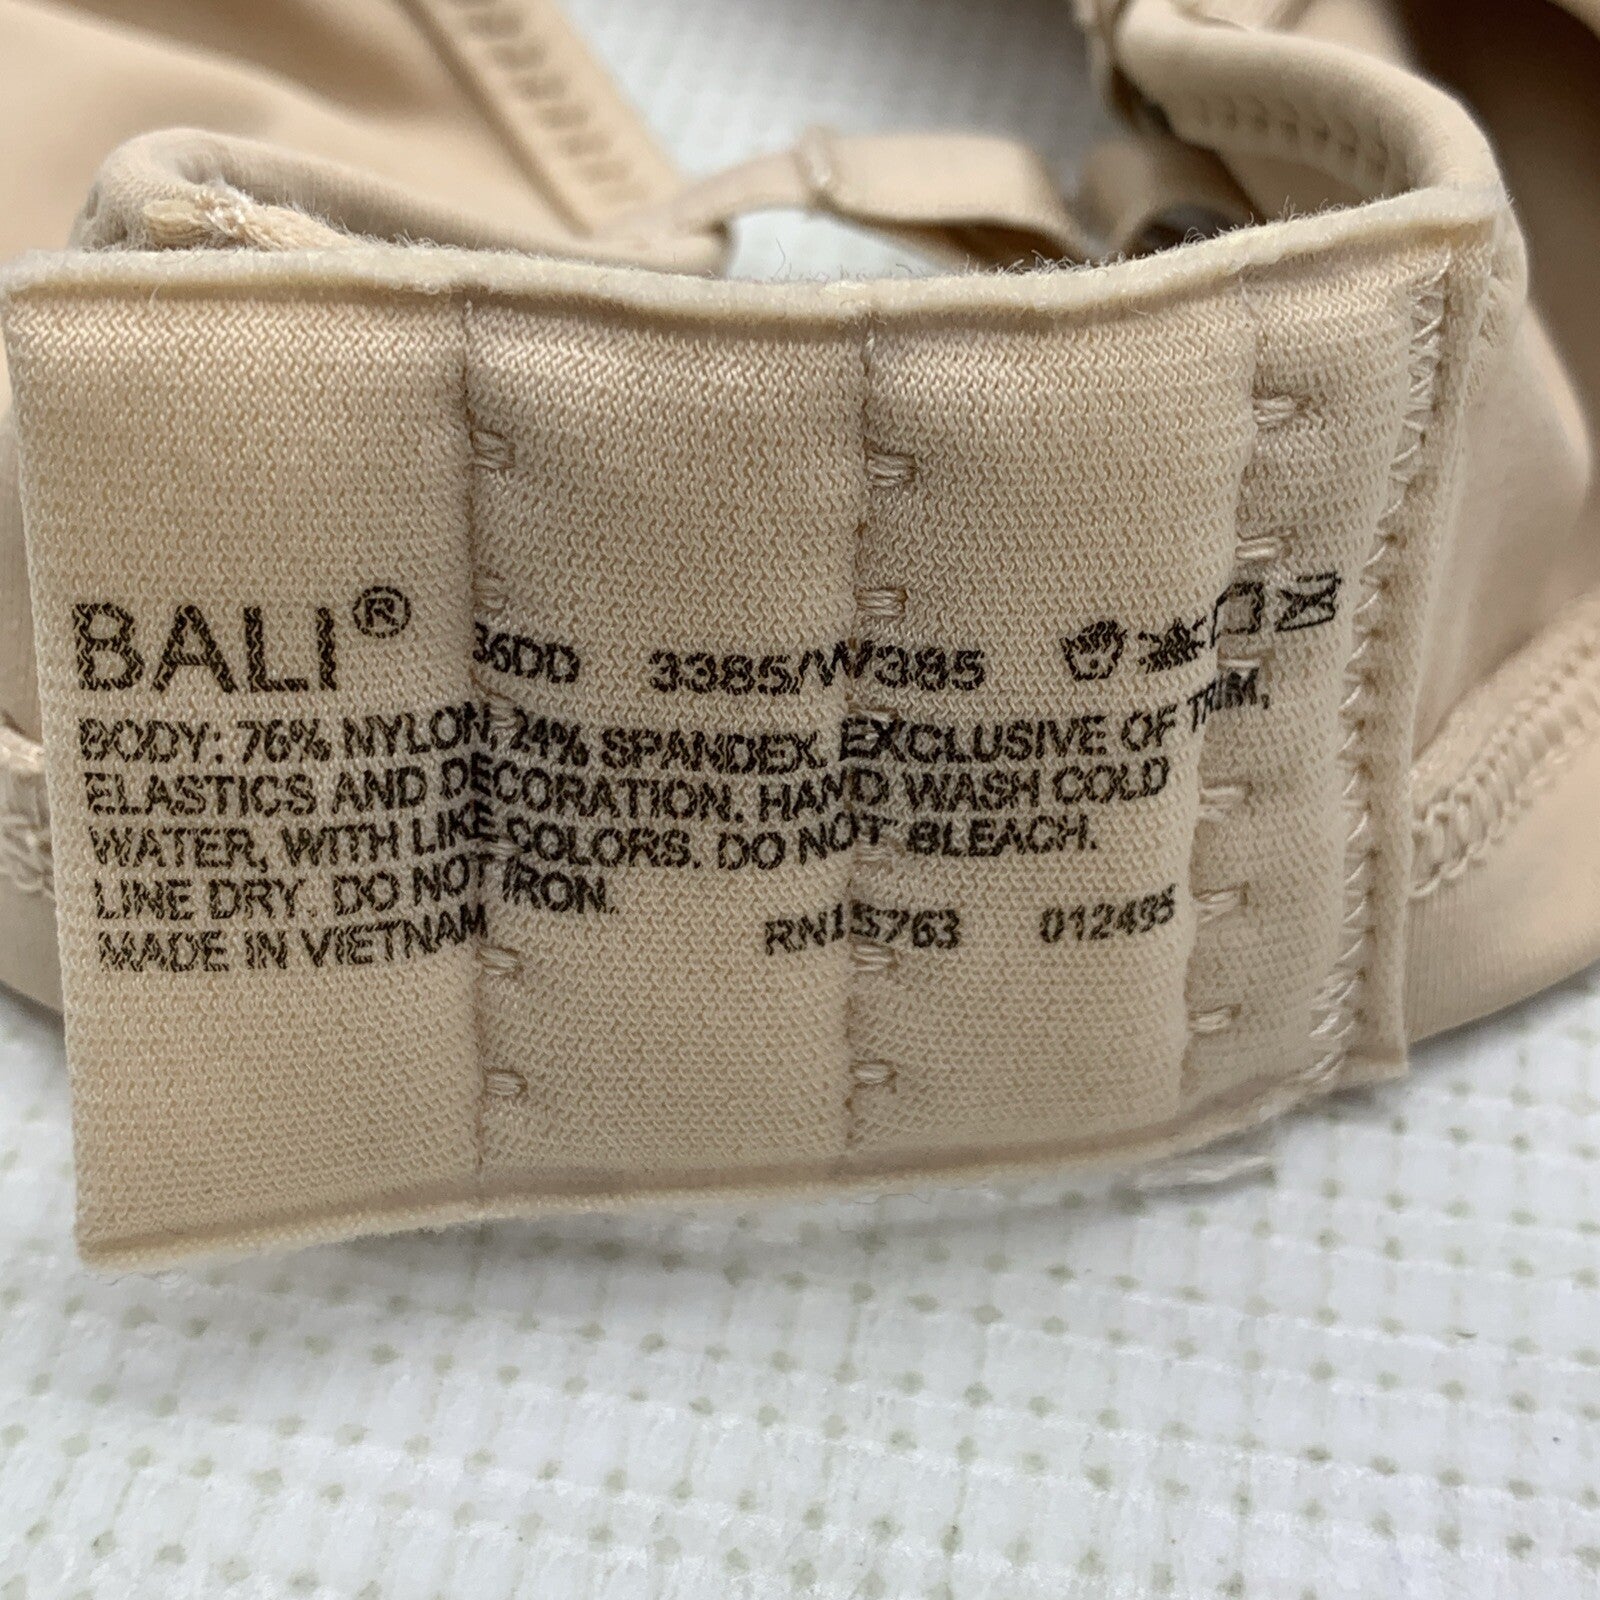 BALI® 36DD 3385/W385
BODY: 76% NYLON, 24% SPANDEX. EXCLUSIVE OF TRIM,
ELASTICS AND DECORATION. HAND WASH COLD
WATER, WITH LIKE COLORS. DO NOT BLEACH.
LINE DRY. DO NOT IRON.
MADE IN VIETNAM RN15763 012495